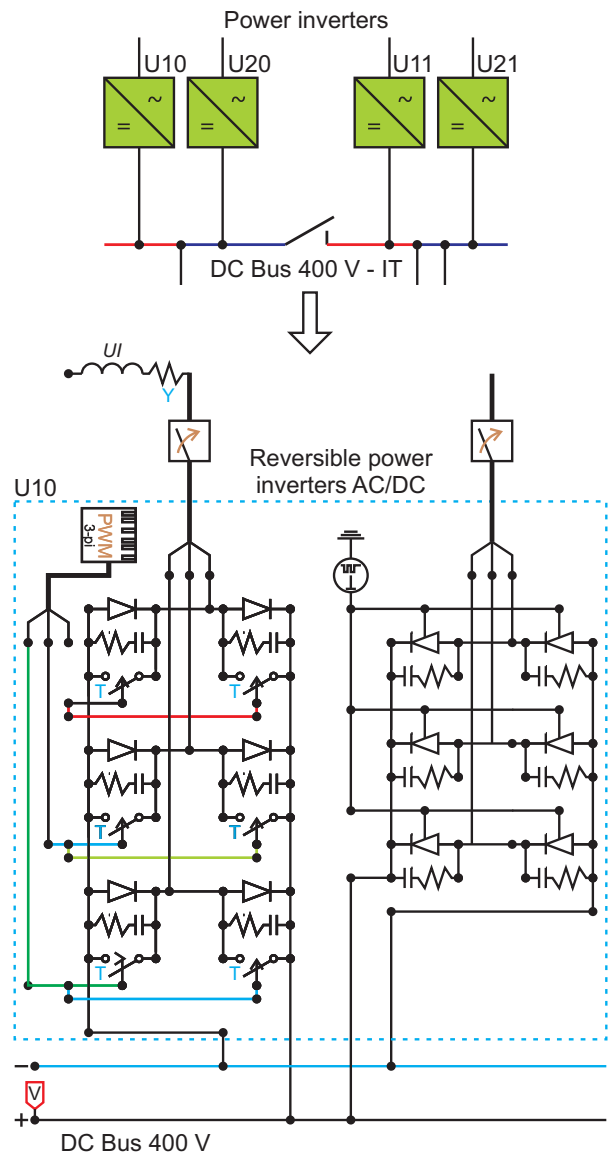 Power inverters
U10 U20 U11 U21
~ ~ ~ ~
= = = =
DC Bus 400 V - IT
UI
Y
Reversible power
inverters AC/DC
U10
PWM
3-pi
T T
T T
T T
−
V
+
DC Bus 400 V